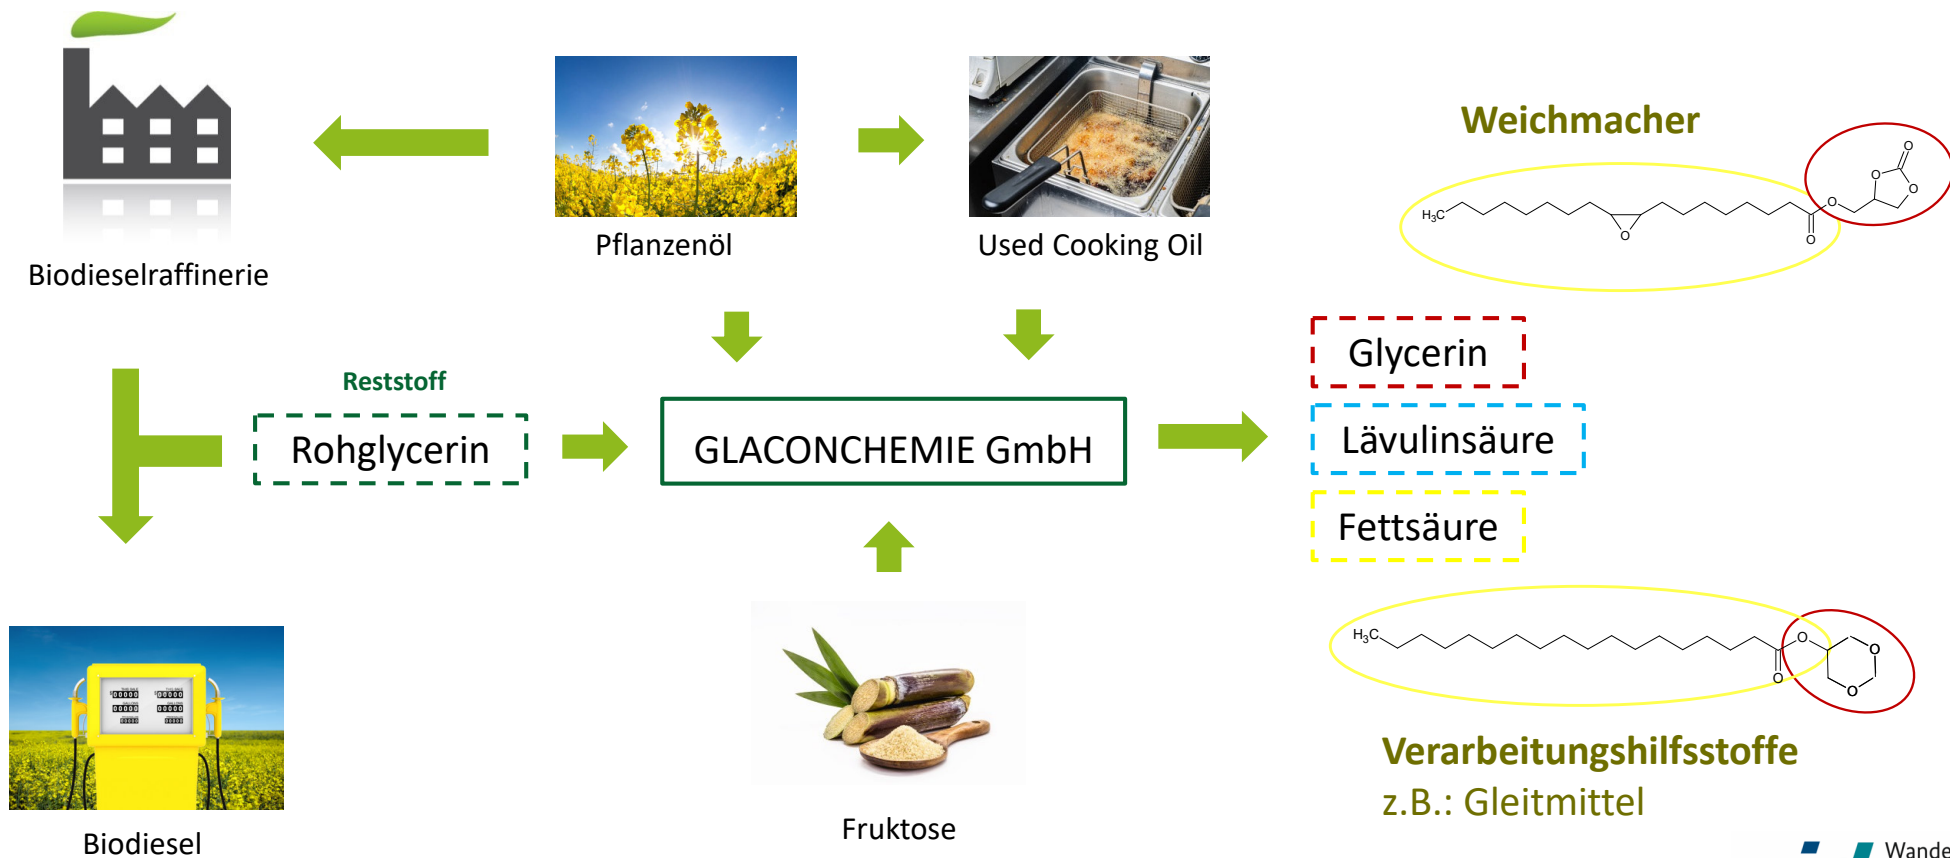 Weichmacher
O
O
O
O
O
H₃C
O
Biodieselraffinerie
Pflanzenöl
Used Cooking Oil
Reststoff
Rohglycerin
GLACONCHEMIE GmbH
Glycerin
Lävulinsäure
Fettsäure
H₃C
O
O
O
O
Biodiesel
Fruktose
Verarbeitungshilfsstoffe
z.B.: Gleitmittel
Wande